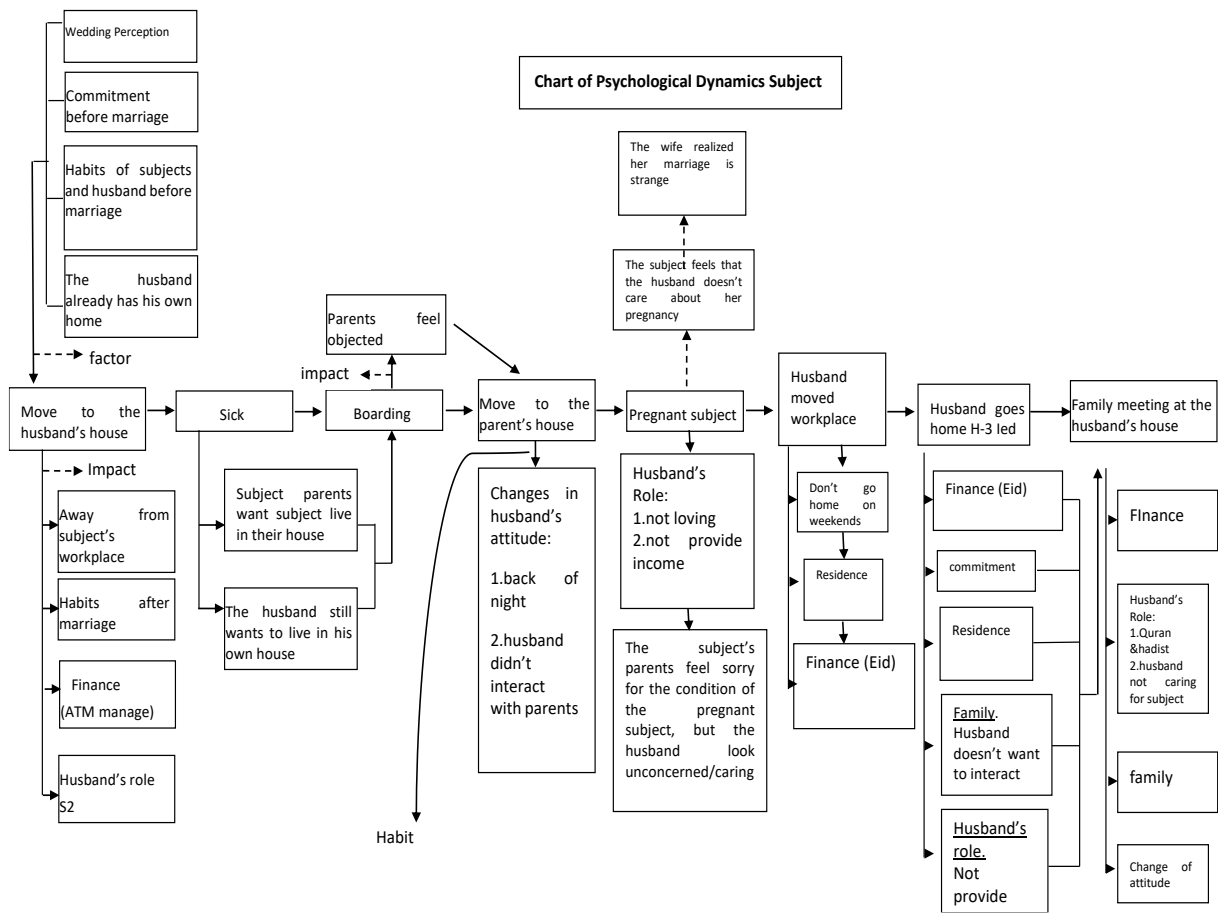 Wedding Perception
Chart of Psychological Dynamics Subject
Commitment
before marriage
Habits of subjects
and husband before
marriage
The husband
already has his own
home
factor
The wife realized
her marriage is
strange
The subject feels that
the husband doesn't
care about her
pregnancy
Parents feel
objected
impact
Move to the
husband's house
Sick
Boarding
Move to the
parent's house
Pregnant subject
Husband
moved
workplace
Husband goes
home H-3 Ied
Family meeting at the
husband's house
Impact
Away from
subject's
workplace
Habits after
marriage
Finance
(ATM manage)
Husband's role
S2
Subject parents
want subject live
in their house
The husband still
wants to live in his
own house
Changes in
husband's
attitude:
1.back of
night
2.husband
didn't
interact
with parents
Habit
Husband's
Role:
1.not loving
2.not provide
income
The subject's
parents feel sorry
for the condition of
the pregnant
subject, but the
husband look
unconcerned/caring
Don't go
home on
weekends
Residence
Finance (Eid)
Finance (Eid)
commitment
Residence
Family.
Husband
doesn't want
to interact
Husband's
role.
Not
provide
FInance
Husband's
Role:
1.Quran
&hadist
2.husband
not caring
for subject
family
Change of
attitude